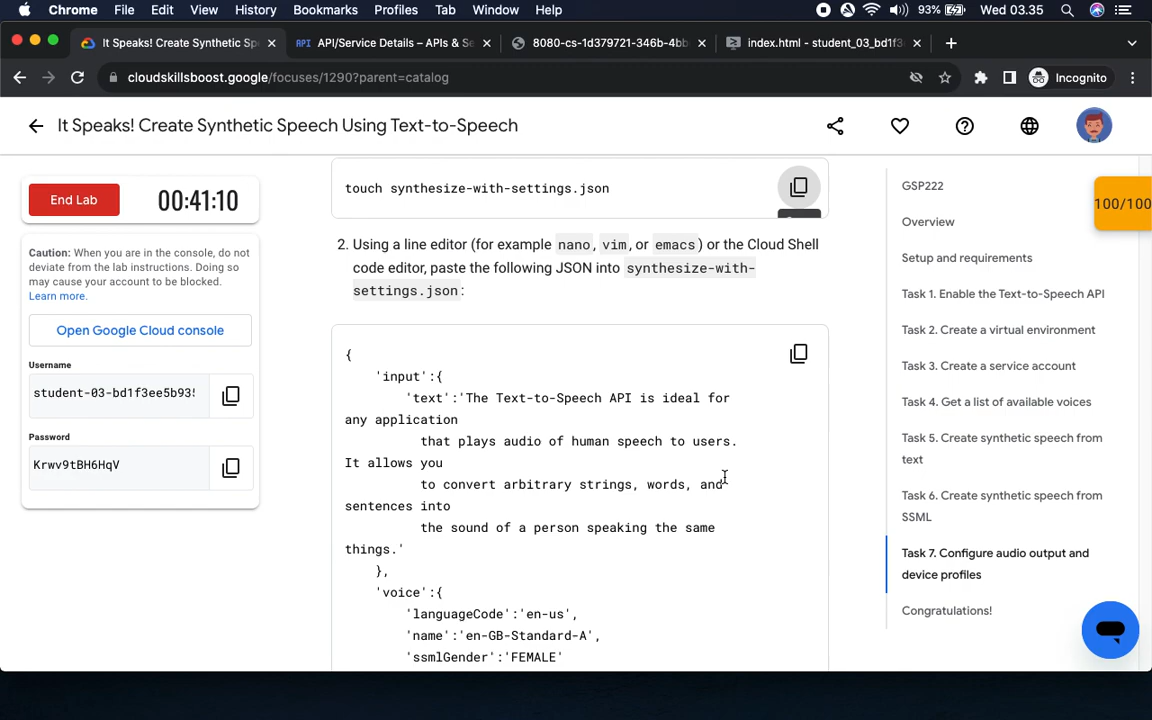 Chrome File Edit View History Bookmarks Profiles Tab Window Help 93% Wed 03.35
It Speaks! Create Synthetic Sp API API/Service Details – APIs & Se 8080-cs-1d379721-346b-4bb index.html - student_03_bd1f3
cloudskillsboost.google/focuses/1290?parent=catalog Incognito
It Speaks! Create Synthetic Speech Using Text-to-Speech
End Lab 00:41:10
Caution: When you are in the console, do not
deviate from the lab instructions. Doing so
may cause your account to be blocked.
Learn more.
Open Google Cloud console
Username
student-03-bd1f3ee5b935
Password
Krwv9tBH6HqV
touch synthesize-with-settings.json
2. Using a line editor (for example nano, vim, or emacs) or the Cloud Shell
code editor, paste the following JSON into synthesize-with-
settings.json:
{
'input':{
'text':'The Text-to-Speech API is ideal for
any application
that plays audio of human speech to users.
It allows you
to convert arbitrary strings, words, and
sentences into
the sound of a person speaking the same
things.'
},
'voice':{
'languageCode':'en-us',
'name':'en-GB-Standard-A',
'ssmlGender':'FEMALE'
GSP222
Overview
Setup and requirements
Task 1. Enable the Text-to-Speech API
Task 2. Create a virtual environment
Task 3. Create a service account
Task 4. Get a list of available voices
Task 5. Create synthetic speech from
text
Task 6. Create synthetic speech from
SSML
Task 7. Configure audio output and
device profiles
Congratulations!
100/100